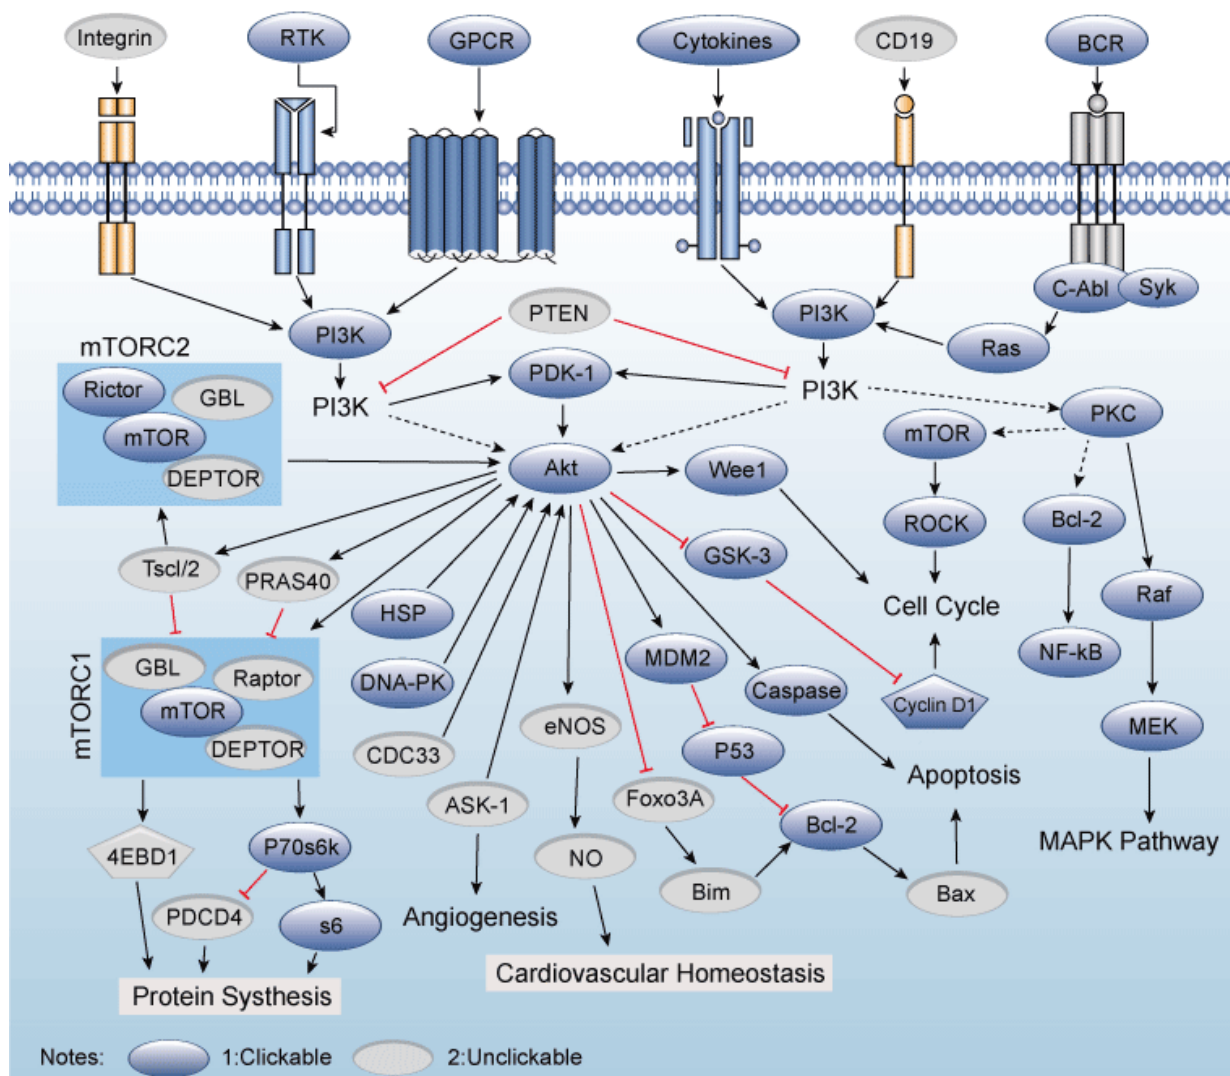 Integrin
RTK
GPCR
Cytokines
CD19
BCR
C-Abl
Syk
PI3K
PTEN
PI3K
Ras
mTORC2
Rictor
GBL
mTOR
DEPTOR
PI3K
PDK-1
PI3K
PKC
mTOR
Akt
Wee1
ROCK
Bcl-2
GSK-3
Tscl/2
PRAS40
HSP
Cell Cycle
Raf
NF-kB
mTORC1
GBL
Raptor
mTOR
DEPTOR
DNA-PK
MDM2
Caspase
Cyclin D1
CDC33
eNOS
P53
MEK
ASK-1
Foxo3A
Apoptosis
Bcl-2
MAPK Pathway
4EBD1
P70s6k
NO
Bim
Bax
PDCD4
s6
Angiogenesis
Cardiovascular Homeostasis
Protein Systhesis
Notes:
1:Clickable
2:Unclickable